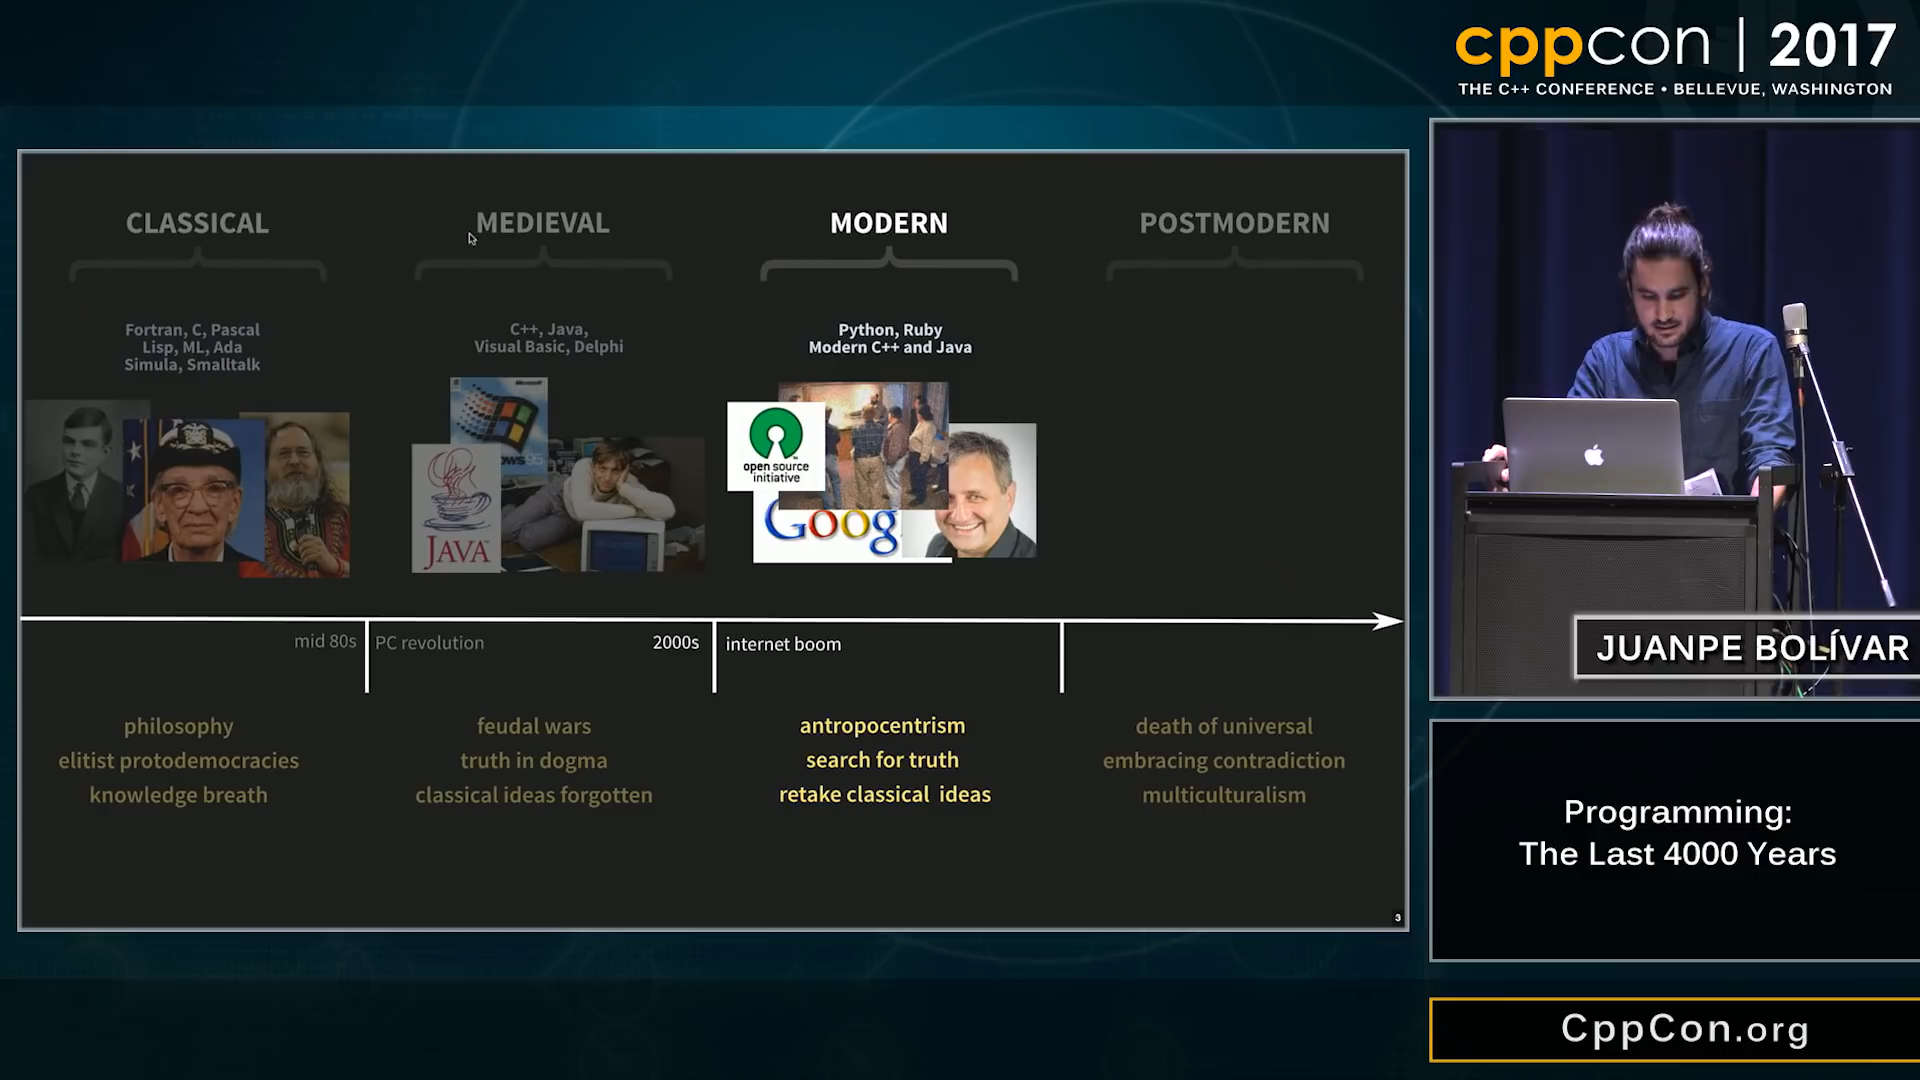 cppcon | 2017
THE C++ CONFERENCE • BELLEVUE, WASHINGTON
CLASSICAL
MEDIEVAL
MODERN
POSTMODERN
Fortran, C, Pascal
Lisp, ML, Ada
Simula, Smalltalk
C++, Java,
Visual Basic, Delphi
Python, Ruby
Modern C++ and Java
Microsoft
ows95
JAVA
open source
initiative
Goog
mid 80s
PC revolution
2000s
internet boom
philosophy
elitist protodemocracies
knowledge breath
feudal wars
truth in dogma
classical ideas forgotten
antropocentrism
search for truth
retake classical ideas
death of universal
embracing contradiction
multiculturalism
3
JUANPE BOLÍVAR
Programming:
The Last 4000 Years
CppCon.org